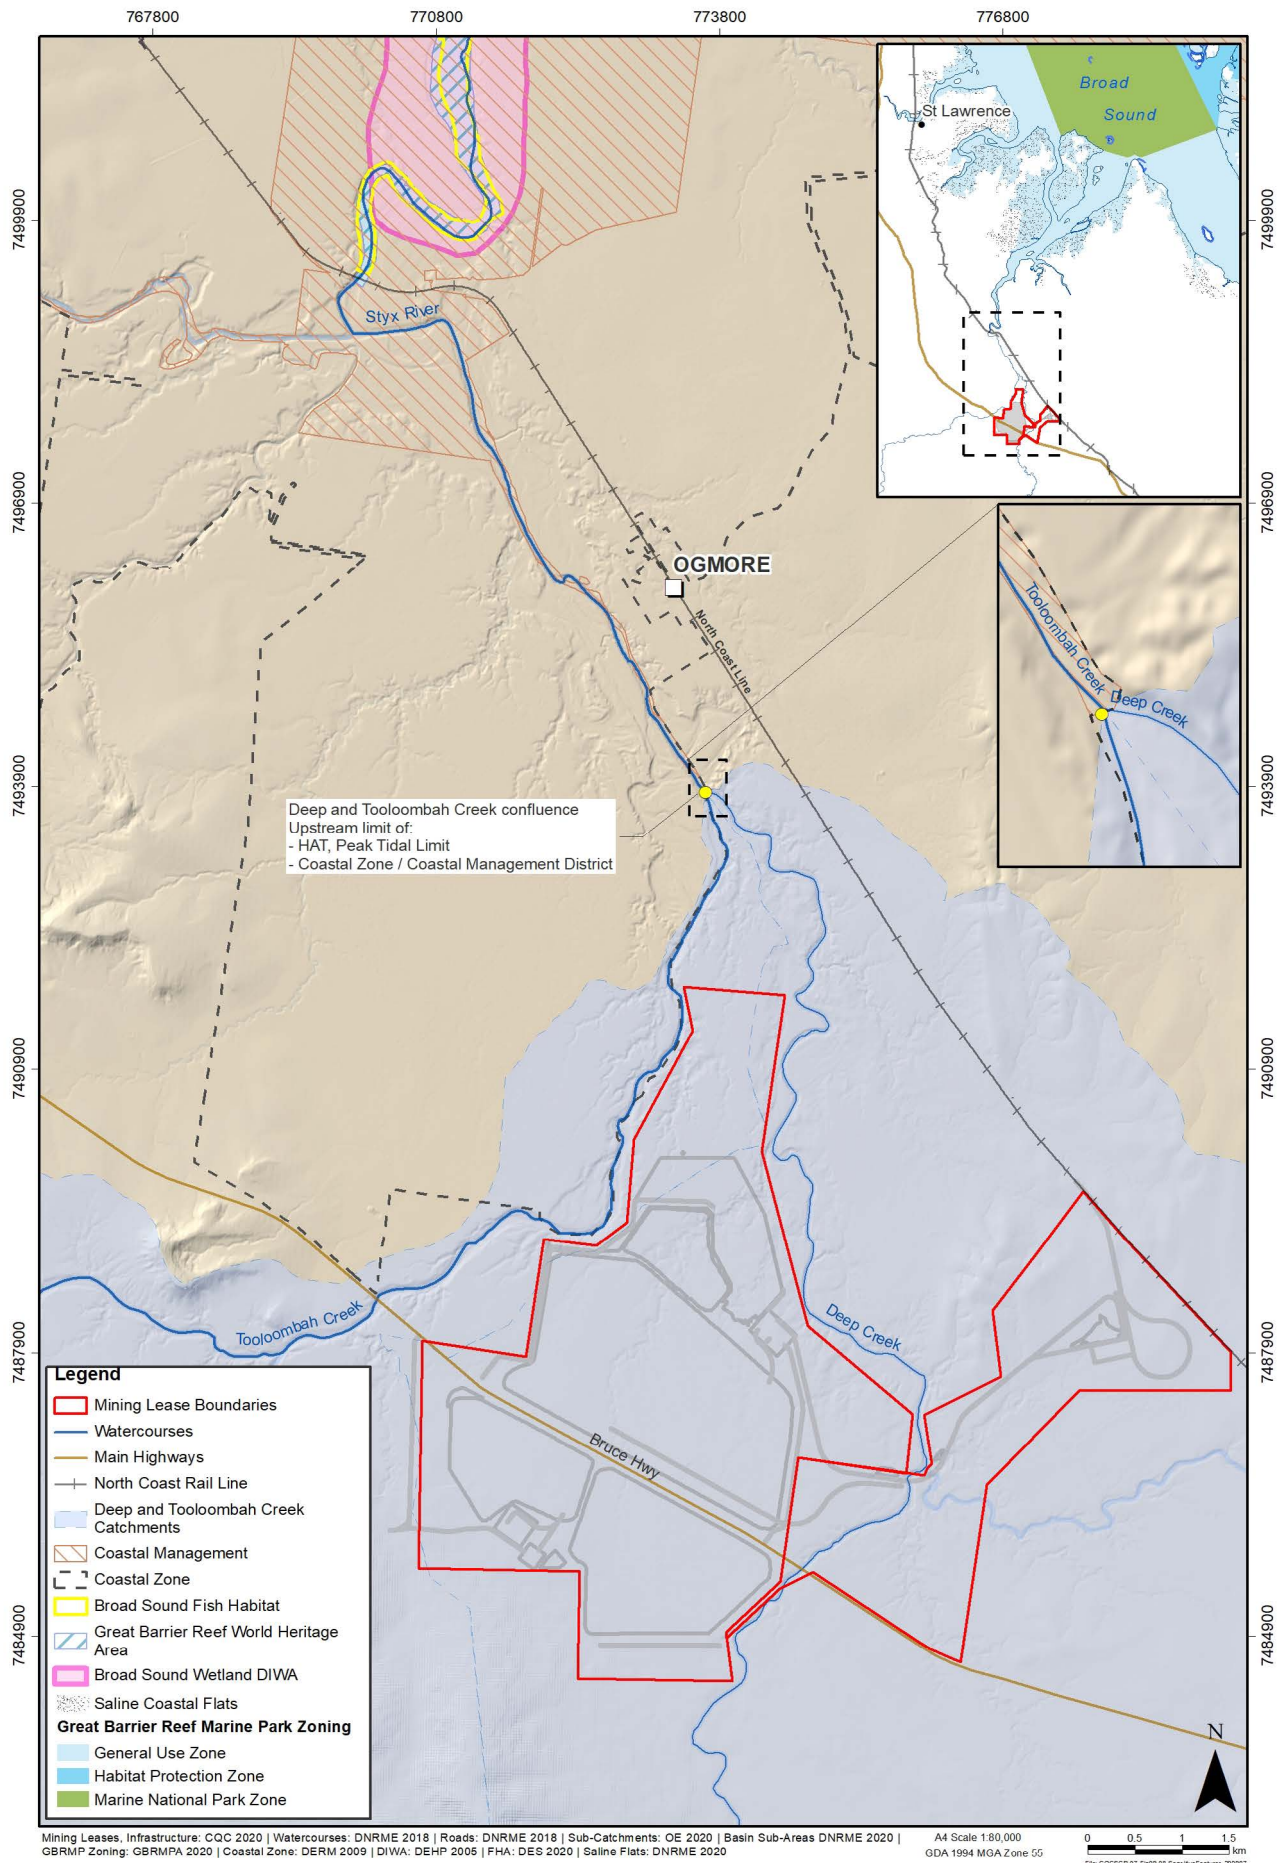 767800 770800 773800 776800
7499900
7496900
7493900
7490900
7487900
7484900
7499900
7496900
7493900
7490900
7487900
7484900
Broad
Sound
St Lawrence
Styx River
OGMORE
North Coast Line
Tooloombah Creek
Deep Creek
Deep and Tooloombah Creek confluence
Upstream limit of:
- HAT, Peak Tidal Limit
- Coastal Zone / Coastal Management District
Tooloombah Creek
Deep Creek
Bruce Hwy
Legend
Mining Lease Boundaries
Watercourses
Main Highways
North Coast Rail Line
Deep and Tooloombah Creek
Catchments
Coastal Management
Coastal Zone
Broad Sound Fish Habitat
Great Barrier Reef World Heritage
Area
Broad Sound Wetland DIWA
Saline Coastal Flats
Great Barrier Reef Marine Park Zoning
General Use Zone
Habitat Protection Zone
Marine National Park Zone
N
Mining Leases, Infrastructure: CQC 2020 | Watercourses: DNRME 2018 | Roads: DNRME 2018 | Sub-Catchments: OE 2020 | Basin Sub-Areas DNRME 2020 |
GBRMP Zoning: GBRMPA 2020 | Coastal Zone: DERM 2009 | DIWA: DEHP 2005 | FHA: DES 2020 | Saline Flats: DNRME 2020
A4 Scale 1:80,000
GDA 1994 MGA Zone 55
0 0.5 1 1.5
km